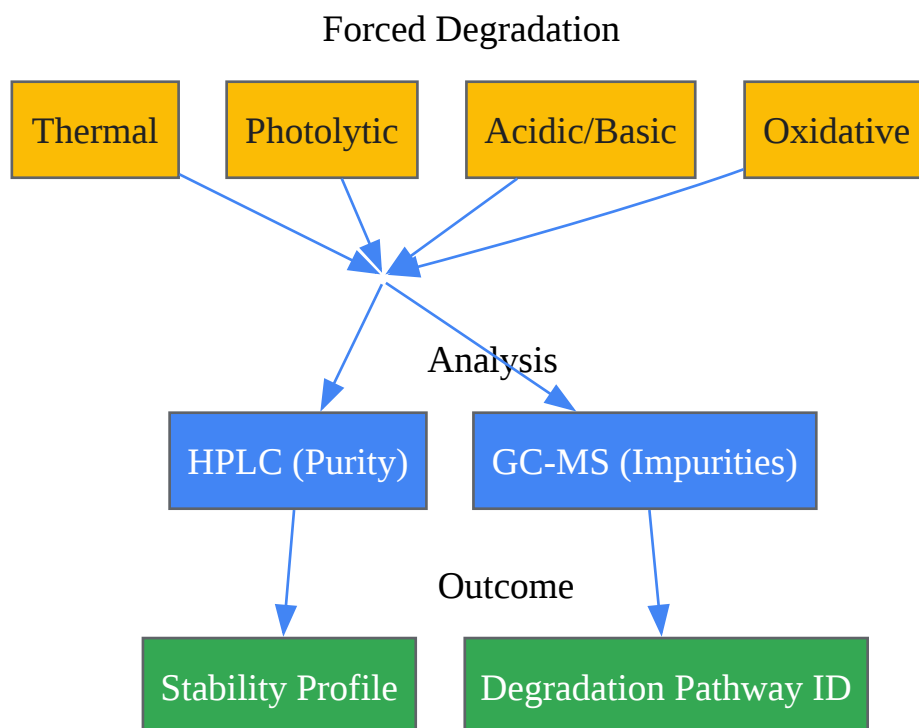 Forced Degradation
Thermal
Photolytic
Acidic/Basic
Oxidative
Analysis
HPLC (Purity)
GC-MS (Impurities)
Outcome
Stability Profile
Degradation Pathway ID